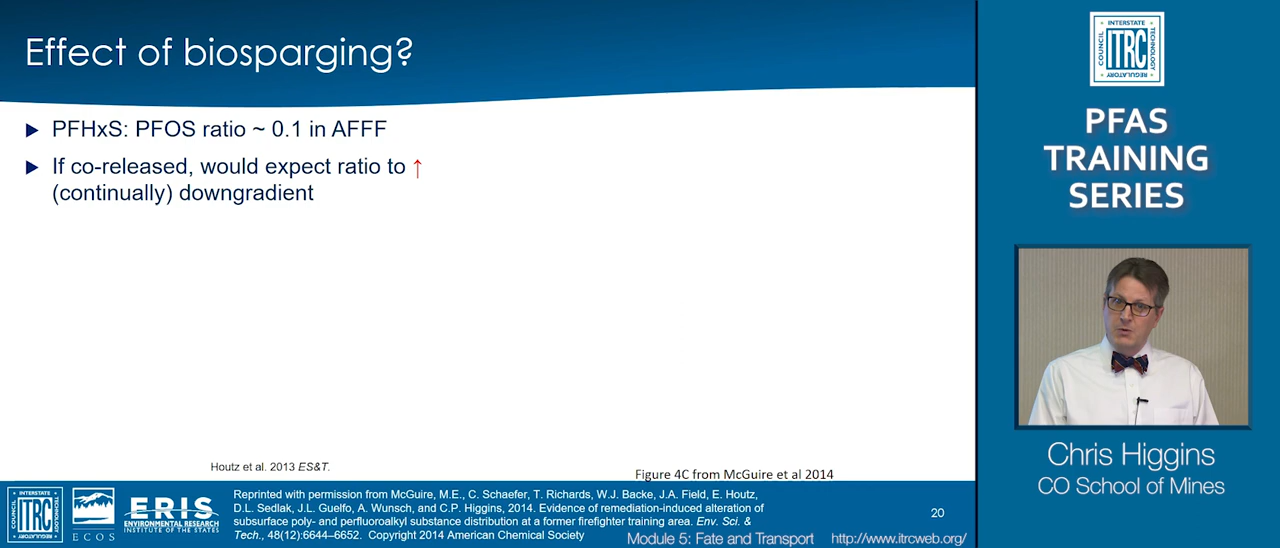 Effect of biosparging?
▶ PFHxS: PFOS ratio ~ 0.1 in AFFF
▶ If co-released, would expect ratio to ↑
(continually) downgradient
Houtz et al. 2013 ES&T.
Figure 4C from McGuire et al 2014
INTERSTATE
COUNCIL
ITRC
TECHNOLOGY
REGULATORY
ECOS
ERIS
ENVIRONMENTAL RESEARCH
INSTITUTE OF THE STATES
Reprinted with permission from McGuire, M.E., C. Schaefer, T. Richards, W.J. Backe, J.A. Field, E. Houtz,
D.L. Sedlak, J.L. Guelfo, A. Wunsch, and C.P. Higgins, 2014. Evidence of remediation-induced alteration of
subsurface poly- and perfluoroalkyl substance distribution at a former firefighter training area. Env. Sci. &
Tech., 48(12):6644–6652. Copyright 2014 American Chemical Society
20
Module 5: Fate and Transport
http://www.itrcweb.org/
INTERSTATE
COUNCIL
ITRC
TECHNOLOGY
REGULATORY
PFAS
TRAINING
SERIES
Chris Higgins
CO School of Mines